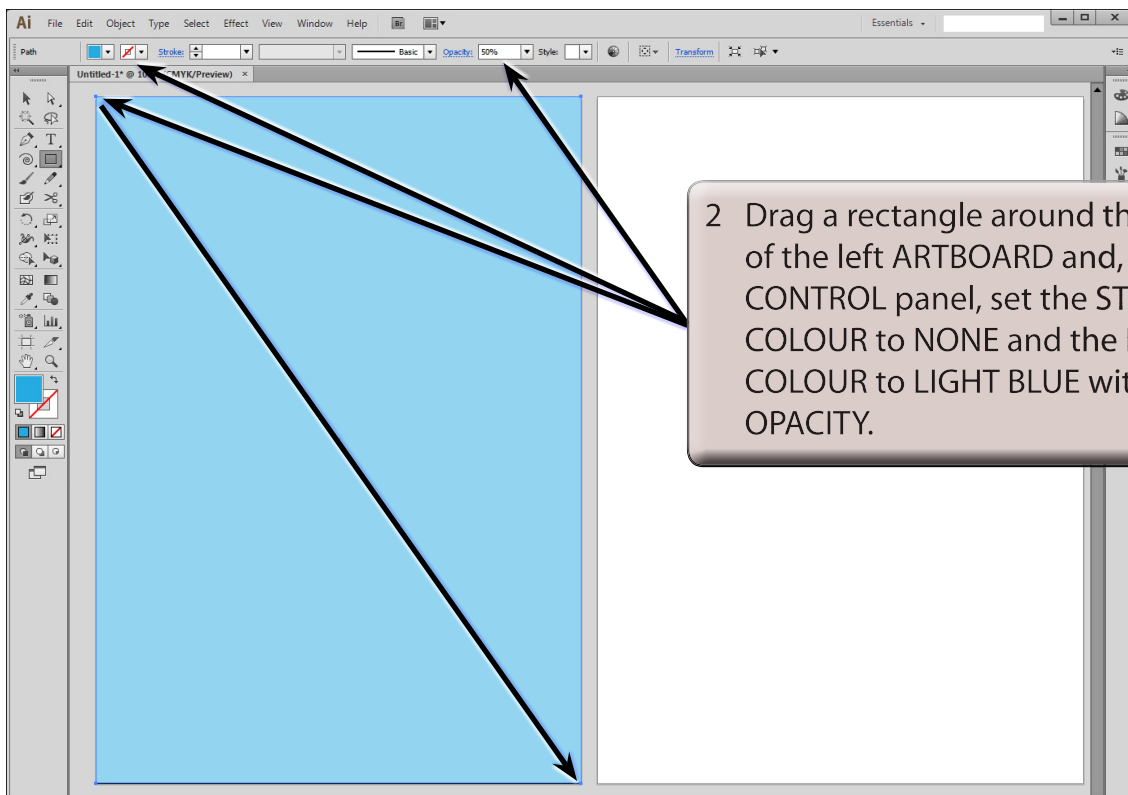 Ai File Edit Object Type Select Effect View Window Help Br Essentials
Path Stroke: Basic Opacity: 50% Style: Transform
Untitled-1* @ CMYK/Preview) ×
2 Drag a rectangle around th
of the left ARTBOARD and,
CONTROL panel, set the ST
COLOUR to NONE and the
COLOUR to LIGHT BLUE wit
OPACITY.